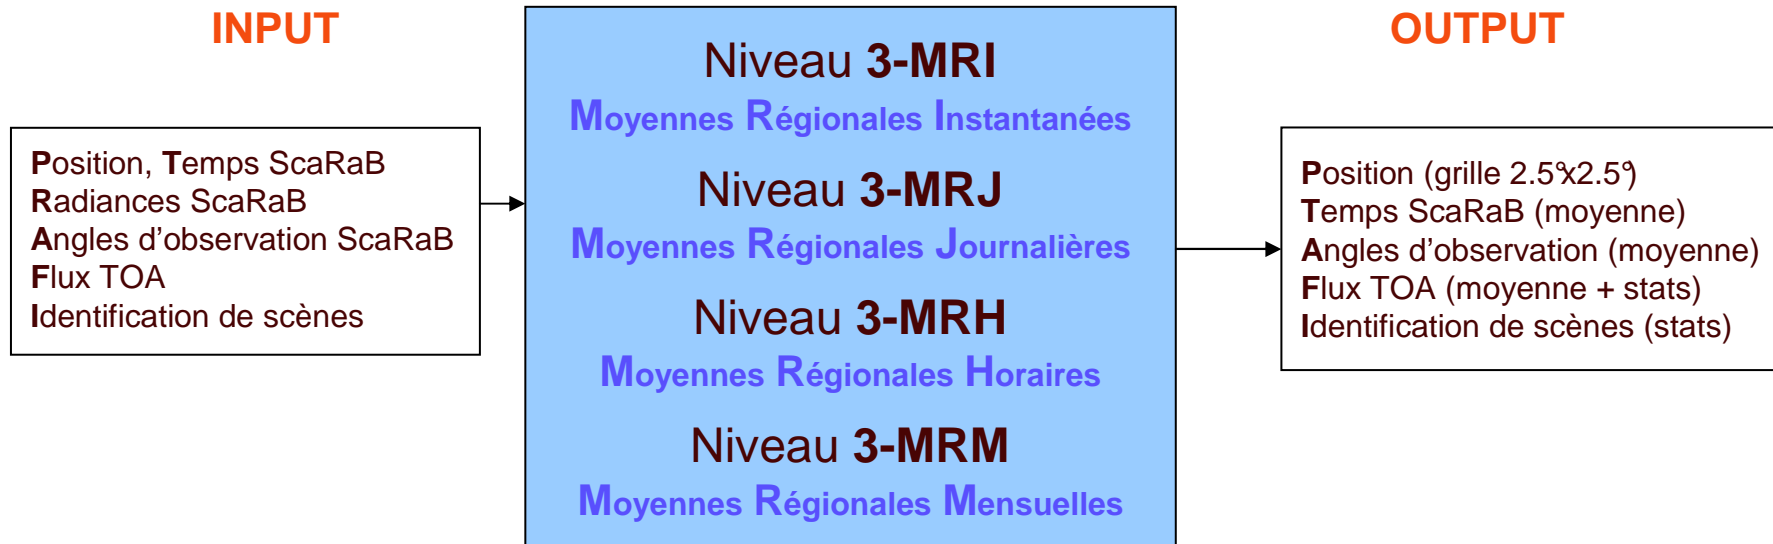 INPUT
Position, Temps ScaRaB
Radiances ScaRaB
Angles d'observation ScaRaB
Flux TOA
Identification de scènes
Niveau 3-MRI
Moyennes Régionales Instantanées
Niveau 3-MRJ
Moyennes Régionales Journalières
Niveau 3-MRH
Moyennes Régionales Horaires
Niveau 3-MRM
Moyennes Régionales Mensuelles
OUTPUT
Position (grille 2.5°x2.5°)
Temps ScaRaB (moyenne)
Angles d'observation (moyenne)
Flux TOA (moyenne + stats)
Identification de scènes (stats)